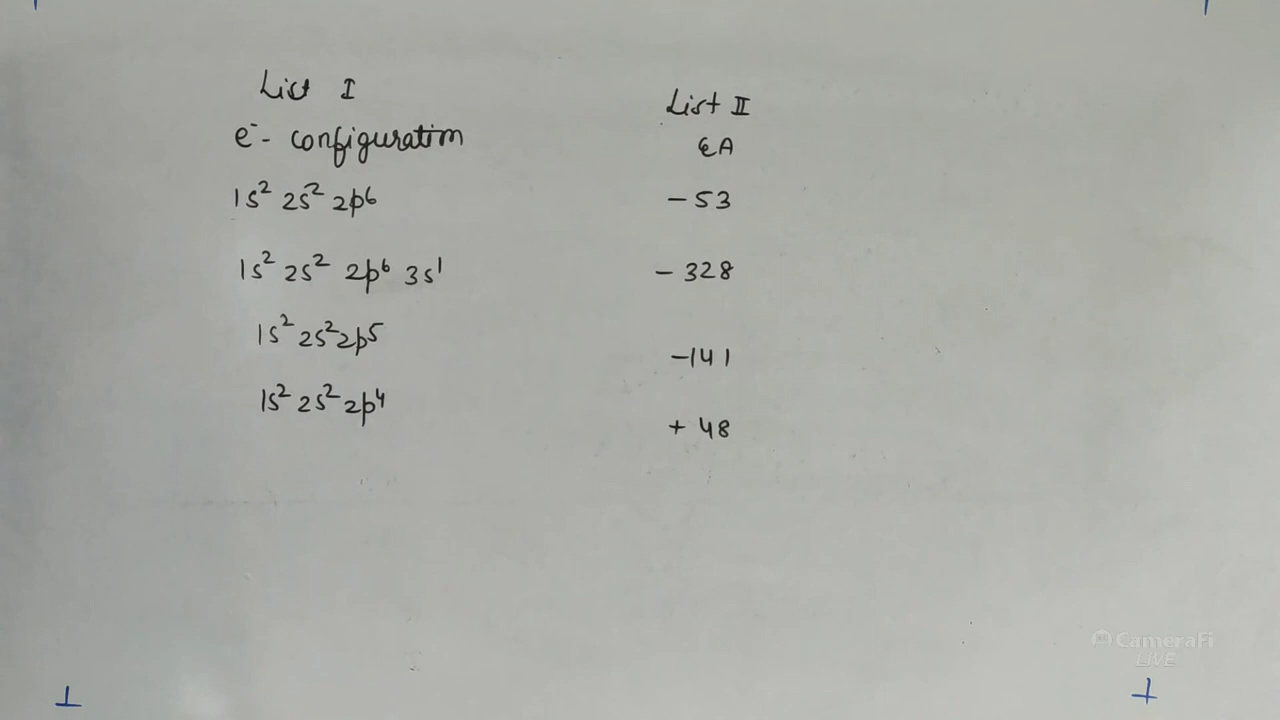 List I
e⁻- configuration
1s² 2s² 2p⁶
1s² 2s² 2p⁶ 3s¹
1s² 2s² 2p⁵
1s² 2s² 2p⁴
List II
EA
-53
- 328
-141
+ 48
CameraFi
LIVE